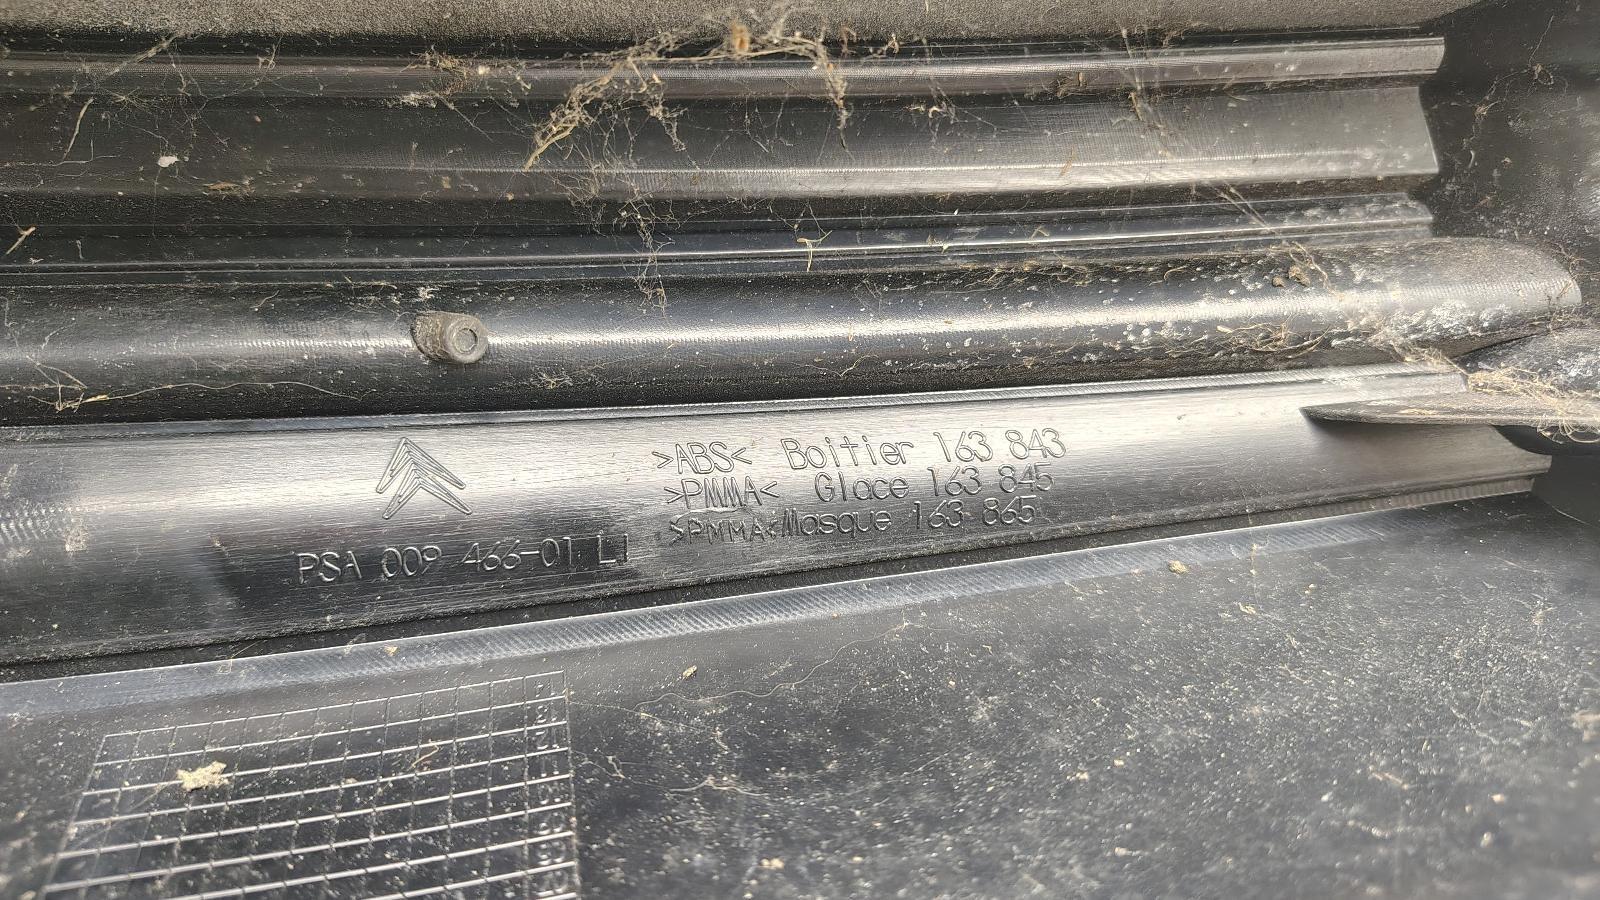 >ABS< Boitier 163 843
>PMMA< Glace 163 845
>PMMA< Masque 163 865
PSA 009 466-01 LI